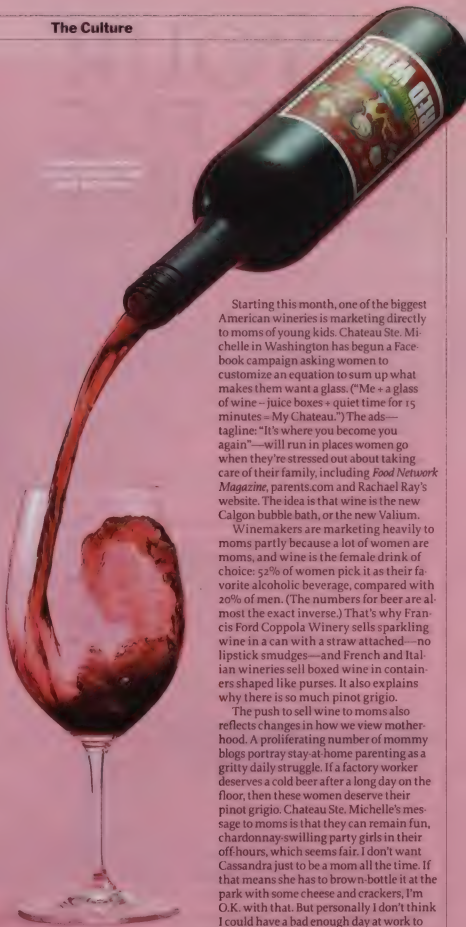 The Culture
RED WINE
Starting this month, one of the biggest
American wineries is marketing directly
to moms of young kids. Chateau Ste. Mi-
chelle in Washington has begun a Face-
book campaign asking women to
customize an equation to sum up what
makes them want a glass. ("Me + a glass
of wine – juice boxes + quiet time for 15
minutes = My Chateau.") The ads—
tagline: "It's where you become you
again"—will run in places women go
when they're stressed out about taking
care of their family, including Food Network
Magazine, parents.com and Rachael Ray's
website. The idea is that wine is the new
Calgon bubble bath, or the new Valium.
Winemakers are marketing heavily to
moms partly because a lot of women are
moms, and wine is the female drink of
choice: 52% of women pick it as their fa-
vorite alcoholic beverage, compared with
20% of men. (The numbers for beer are al-
most the exact inverse.) That's why Fran-
cis Ford Coppola Winery sells sparkling
wine in a can with a straw attached—no
lipstick smudges—and French and Ital-
ian wineries sell boxed wine in contain-
ers shaped like purses. It also explains
why there is so much pinot grigio.
The push to sell wine to moms also
reflects changes in how we view mother-
hood. A proliferating number of mommy
blogs portray stay-at-home parenting as a
gritty daily struggle. If a factory worker
deserves a cold beer after a long day on the
floor, then these women deserve their
pinot grigio. Chateau Ste. Michelle's mes-
sage to moms is that they can remain fun,
chardonnay-swilling party girls in their
off-hours, which seems fair. I don't want
Cassandra just to be a mom all the time. If
that means she has to brown-bottle it at the
park with some cheese and crackers, I'm
O.K. with that. But personally I don't think
I could have a bad enough day at work to